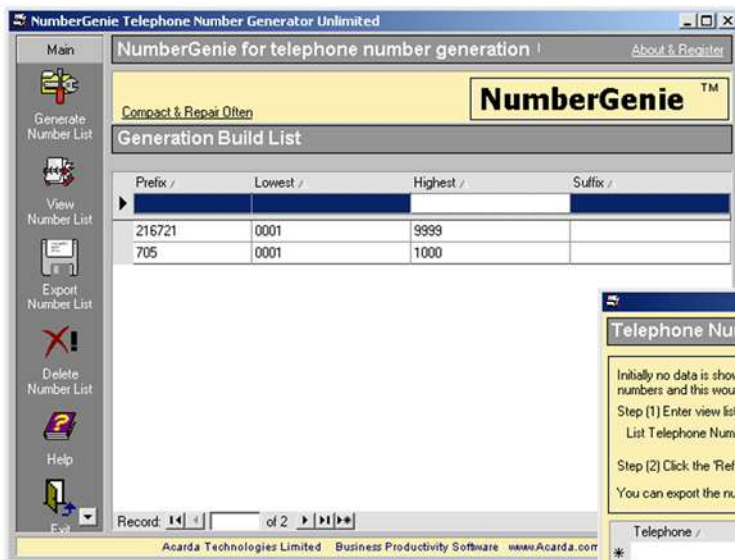 NumberGenie Telephone Number Generator Unlimited
Main
NumberGenie for telephone number generation
About & Register
Generate
Number List
Compact & Repair Often
NumberGenie TM
Generation Build List
Prefix / Lowest / Highest / Suffix /
216721 0001 9999
705 0001 1000
View
Number List
Export
Number List
Delete
Number List
Help
Exit
Telephone Nu
Initially no data is show
numbers and this wou
Step (1) Enter view list
List Telephone Num
Step (2) Click the 'Ref
You can export the nu
Telephone /
Record: of 2
Acarda Technologies Limited Business Productivity Software www.Acarda.com